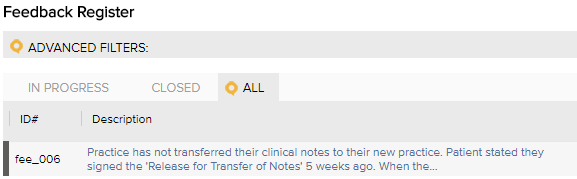 Feedback Register
ADVANCED FILTERS:
IN PROGRESS CLOSED ALL
ID# Description
fee_006 Practice has not transferred their clinical notes to their new practice. Patient stated they
signed the 'Release for Transfer of Notes' 5 weeks ago. When the...